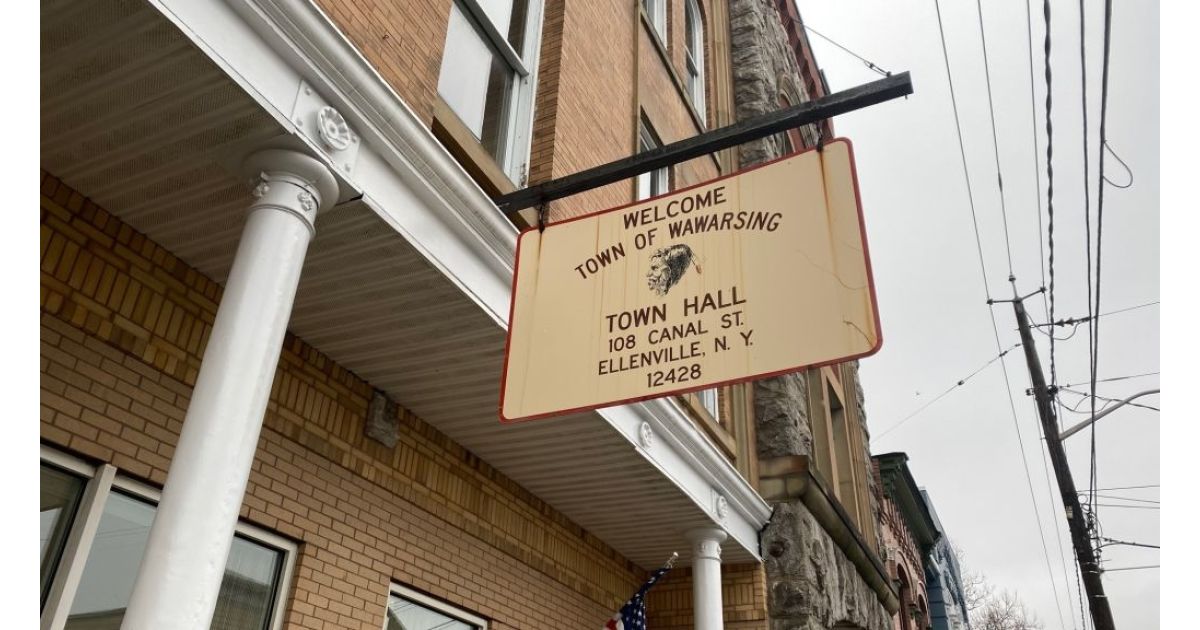 WELCOME
TOWN OF WAWARSING
TOWN HALL
108 CANAL ST.
ELLENVILLE, N. Y.
12428